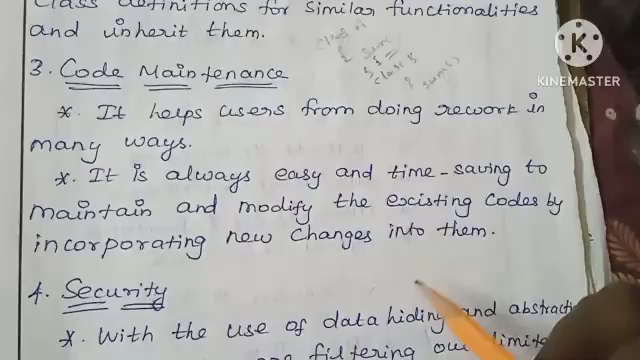 class definitions for similar functionalities
and inherit them.
3. Code Maintenance
*. It helps users from doing rework in
many ways.
*. It is always easy and time-saving to
maintain and modify the existing codes by
incorporating new changes into them.
4. Security
*. With the use of data hiding and abstracti
filtering out limite
KINEMASTER